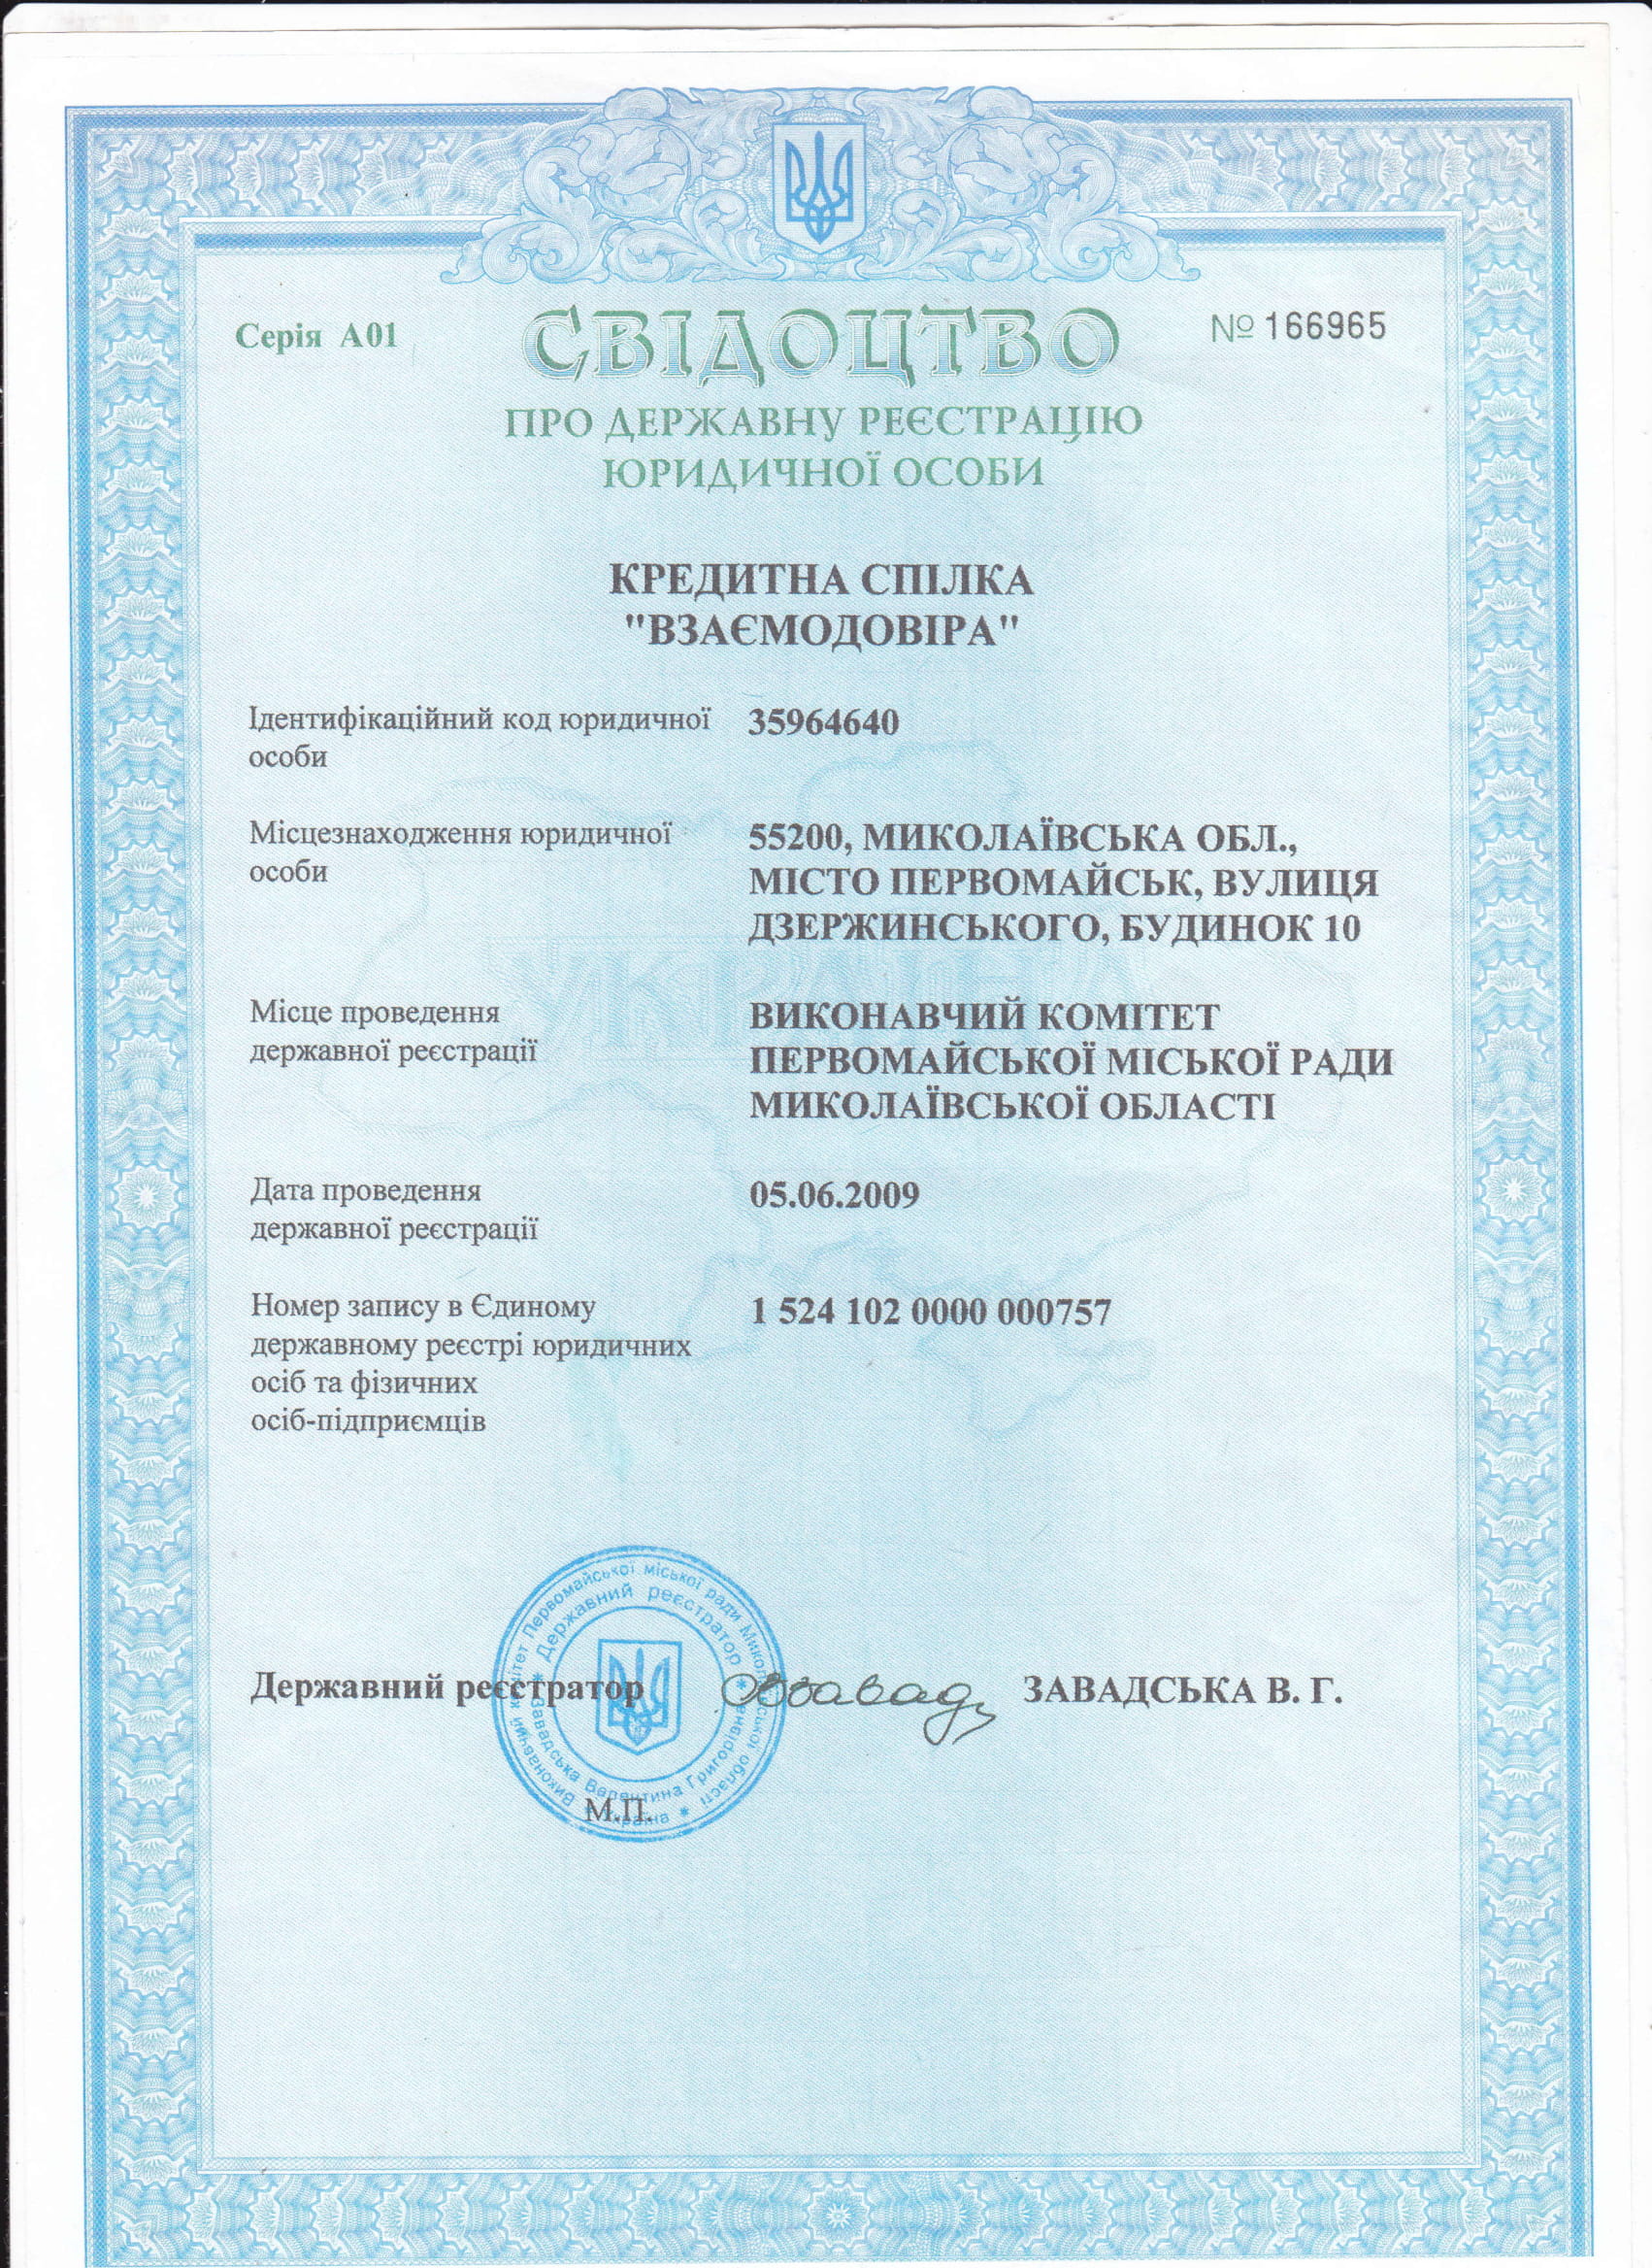 Серія А01
СВІДОЦТВО
№ 166965
ПРО ДЕРЖАВНУ РЕЄСТРАЦІЮ
ЮРИДИЧНОЇ ОСОБИ
КРЕДИТНА СПІЛКА
"ВЗАЄМОДОВІРА"
Ідентифікаційний код юридичної
особи
35964640
Місцезнаходження юридичної
особи
55200, МИКОЛАЇВСЬКА ОБЛ.,
МІСТО ПЕРВОМАЙСЬК, ВУЛИЦЯ
ДЗЕРЖИНСЬКОГО, БУДИНОК 10
УКРАЇНА
Місце проведення
державної реєстрації
ВИКОНАВЧИЙ КОМІТЕТ
ПЕРВОМАЙСЬКОЇ МІСЬКОЇ РАДИ
МИКОЛАЇВСЬКОЇ ОБЛАСТІ
Дата проведення
державної реєстрації
05.06.2009
Номер запису в Єдиному
державному реєстрі юридичних
осіб та фізичних
осіб-підприємців
1 524 102 0000 000757
Виконавчий комітет Первомайської міської ради Миколаївської області * Україна *
Державний реєстратор * Завадська Валентина Григорівна *
Державний реєстратор
Взавад
ЗАВАДСЬКА В. Г.
М.П.